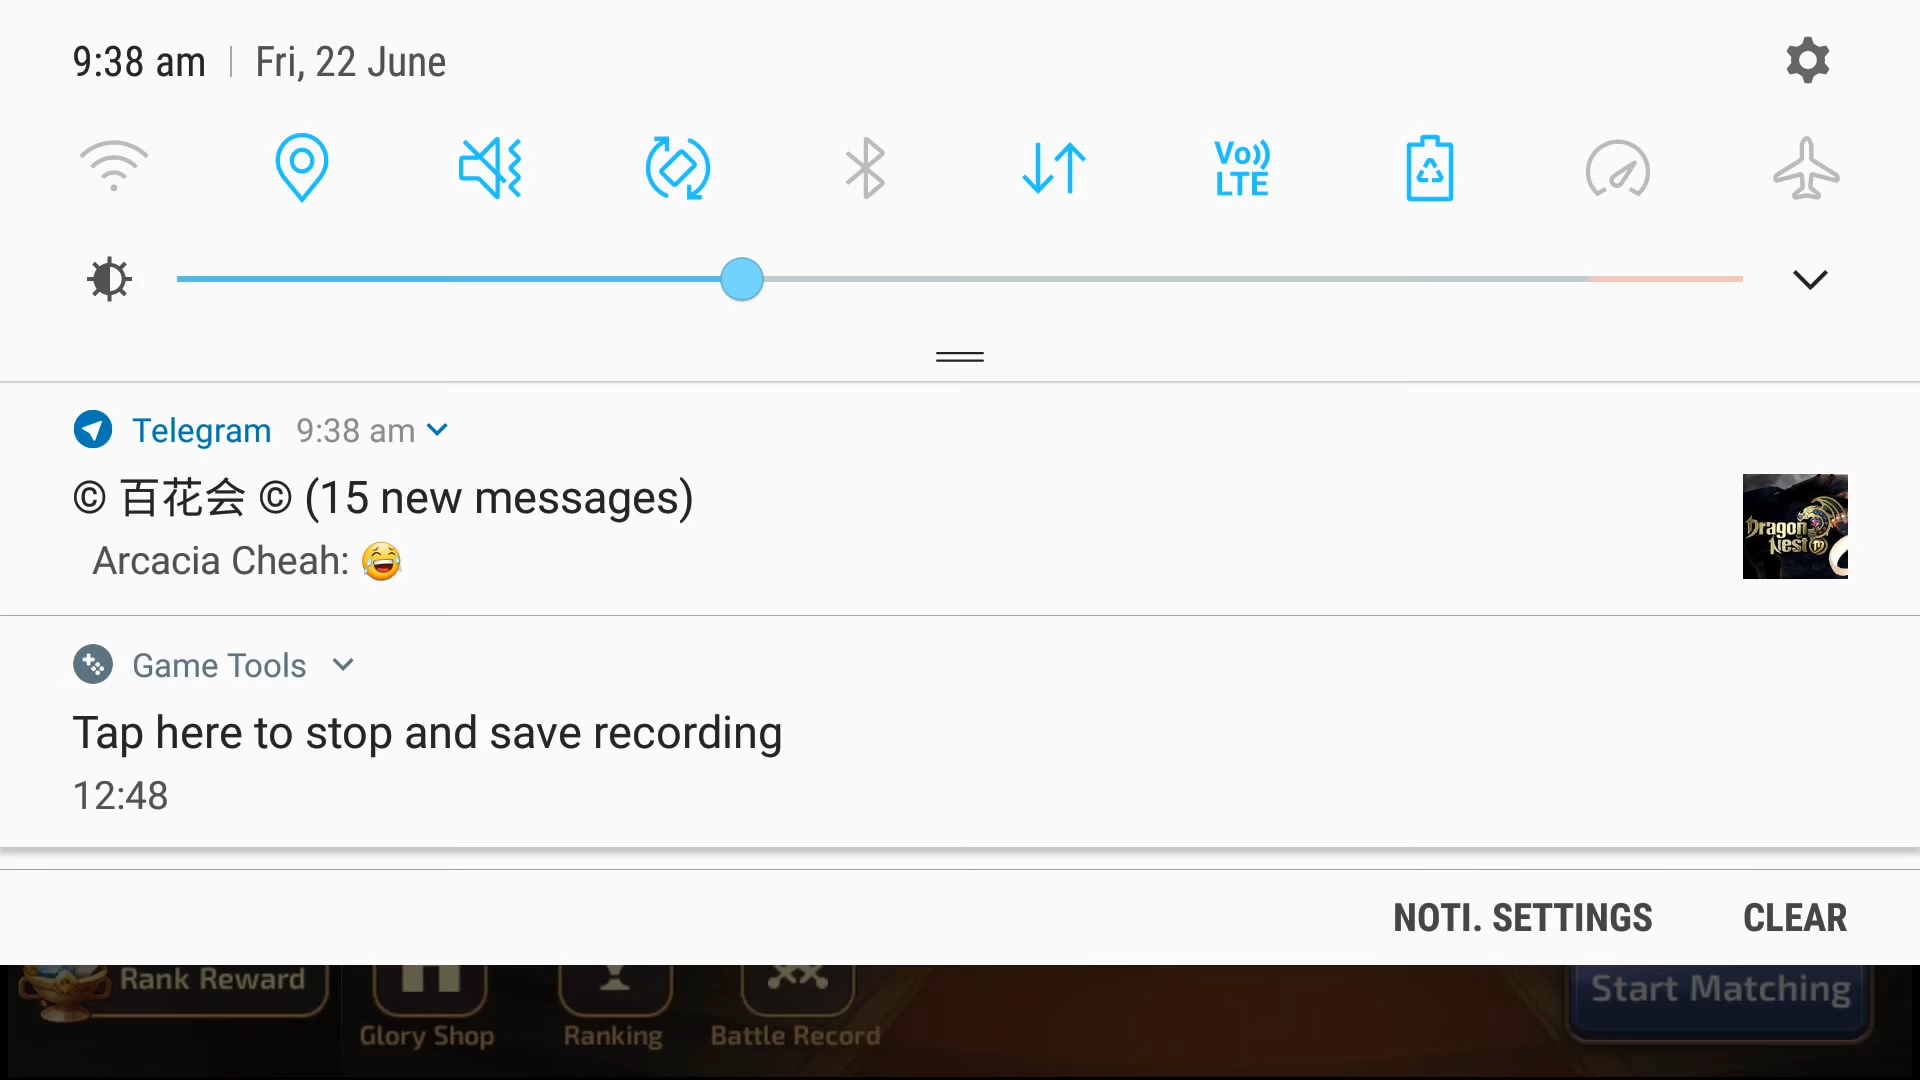 9:38 am | Fri, 22 June
Vo))
LTE
Telegram 9:38 am
© 百花会 © (15 new messages)
Arcacia Cheah: 😂
Dragon
Nest M
Game Tools
Tap here to stop and save recording
12:48
NOTI. SETTINGS CLEAR
Rank Reward
Start Matching
Glory Shop Ranking Battle Record